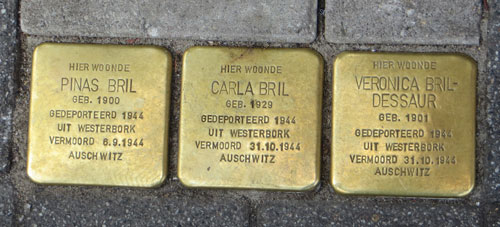 HIER WOONDE
PINAS BRIL
GEB. 1900
GEDEPORTEERD 1944
UIT WESTERBORK
VERMOORD 6.9.1944
AUSCHWITZ
HIER WOONDE
CARLA BRIL
GEB. 1929
GEDEPORTEERD 1944
UIT WESTERBORK
VERMOORD 31.10.1944
AUSCHWITZ
HIER WOONDE
VERONICA BRIL-
DESSAUR
GEB. 1901
GEDEPORTEERD 1944
UIT WESTERBORK
VERMOORD 31.10.1944
AUSCHWITZ